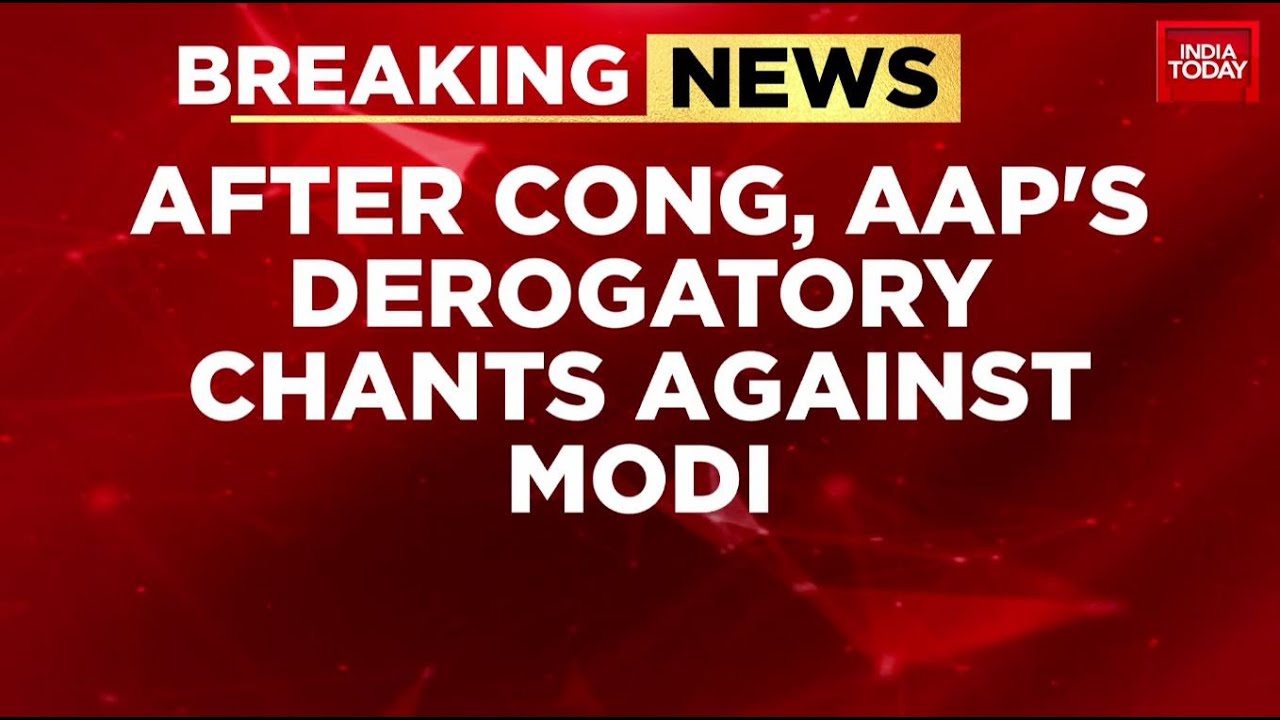 BREAKING NEWS
INDIA
TODAY
AFTER CONG, AAP'S
DEROGATORY
CHANTS AGAINST
MODI